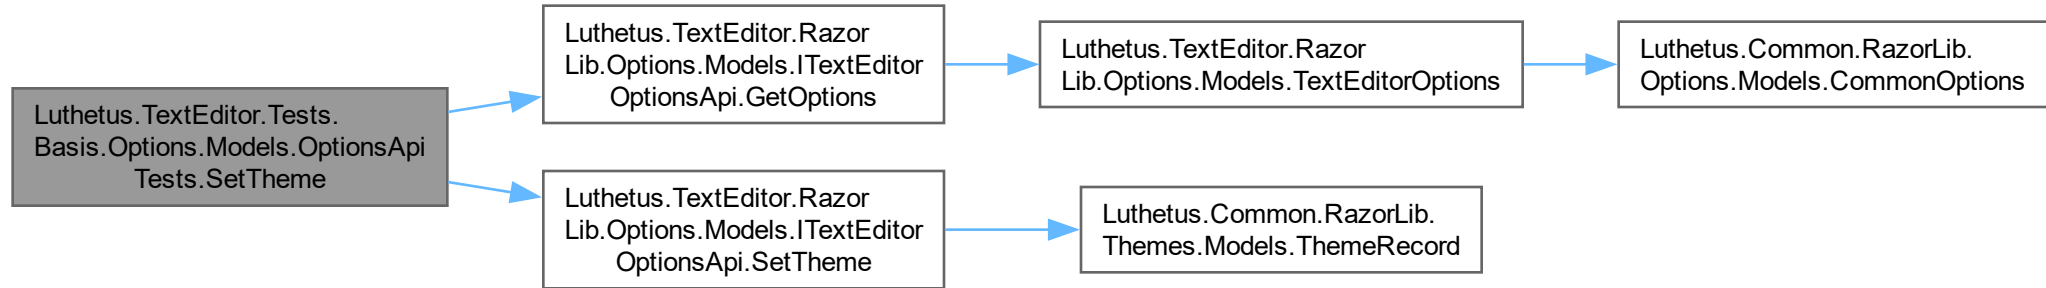 Luthetus.TextEditor.Tests.
Basis.Options.Models.OptionsApi
Tests.SetTheme
Luthetus.TextEditor.Razor
Lib.Options.Models.ITextEditor
OptionsApi.GetOptions
Luthetus.TextEditor.Razor
Lib.Options.Models.TextEditorOptions
Luthetus.Common.RazorLib.
Options.Models.CommonOptions
Luthetus.TextEditor.Razor
Lib.Options.Models.ITextEditor
OptionsApi.SetTheme
Luthetus.Common.RazorLib.
Themes.Models.ThemeRecord